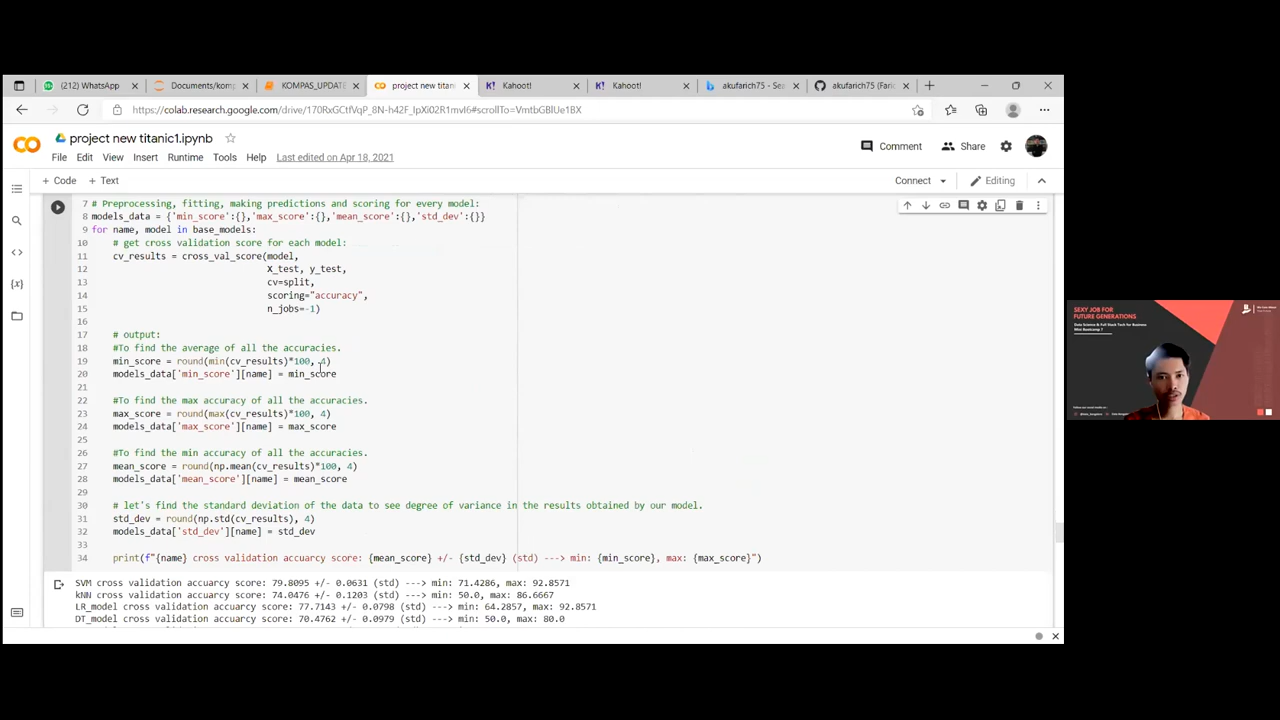 (212) WhatsApp
Documents/komp
KOMPAS_UPDATE
project new titanic
Kahoot!
Kahoot!
akufarich75 - Sea
akufarich75 (Faric
https://colab.research.google.com/drive/170RxGCtfVqP_8N-h42F_IpXi02R1mvI6#scrollTo=VmtbGBlUe1BX
project new titanic1.ipynb
File Edit View Insert Runtime Tools Help Last edited on Apr 18, 2021
Comment Share
+ Code + Text
Connect Editing
7 # Preprocessing, fitting, making predictions and scoring for every model:
8 models_data = {'min_score':{},'max_score':{},'mean_score':{},'std_dev':{}}
9 for name, model in base_models:
10 # get cross validation score for each model:
11 cv_results = cross_val_score(model,
12 X_test, y_test,
13 cv=split,
14 scoring="accuracy",
15 n_jobs=-1)
16
17 # output:
18 #To find the average of all the accuracies.
19 min_score = round(min(cv_results)*100, 4)
20 models_data['min_score'][name] = min_score
21
22 #To find the max accuracy of all the accuracies.
23 max_score = round(max(cv_results)*100, 4)
24 models_data['max_score'][name] = max_score
25
26 #To find the min accuracy of all the accuracies.
27 mean_score = round(np.mean(cv_results)*100, 4)
28 models_data['mean_score'][name] = mean_score
29
30 # let's find the standard deviation of the data to see degree of variance in the results obtained by our model.
31 std_dev = round(np.std(cv_results), 4)
32 models_data['std_dev'][name] = std_dev
33
34 print(f"{name} cross validation accuarcy score: {mean_score} +/- {std_dev} (std) ---> min: {min_score}, max: {max_score}")
SVM cross validation accuarcy score: 79.8095 +/- 0.0631 (std) ---> min: 71.4286, max: 92.8571
kNN cross validation accuarcy score: 74.0476 +/- 0.1203 (std) ---> min: 50.0, max: 86.6667
LR_model cross validation accuarcy score: 77.7143 +/- 0.0798 (std) ---> min: 64.2857, max: 92.8571
DT_model cross validation accuarcy score: 70.4762 +/- 0.0979 (std) ---> min: 50.0, max: 80.0
SEXY JOB FOR
FUTURE GENERATIONS
Data Science & Full Stack Tech for Business
Mini Bootcamp 7